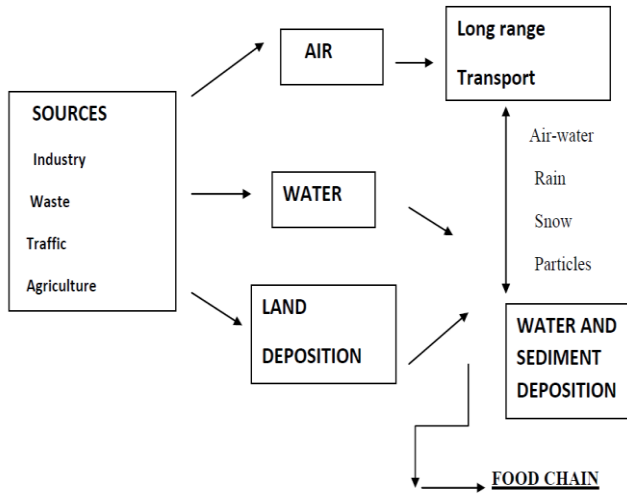 SOURCES
Industry
Waste
Traffic
Agriculture
AIR
WATER
LAND
DEPOSITION
Long range
Transport
Air-water
Rain
Snow
Particles
WATER AND
SEDIMENT
DEPOSITION
FOOD CHAIN